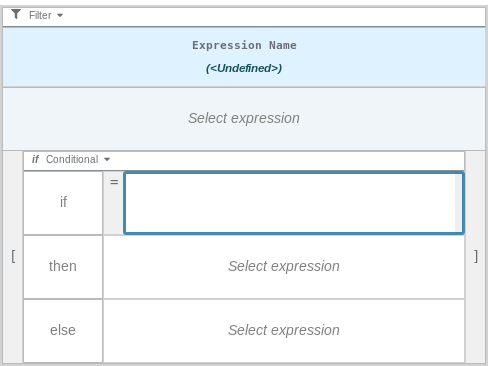 Filter
Expression Name
(<Undefined>)
Select expression
if Conditional
if =
[ then Select expression ]
else Select expression